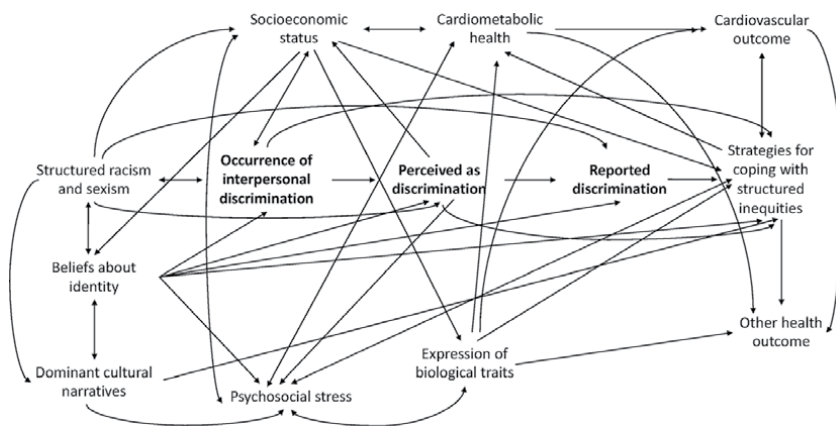 Socioeconomic
status
Cardiometabolic
health
Cardiovascular
outcome
Structured racism
and sexism
Occurrence of
interpersonal
discrimination
Perceived as
discrimination
Reported
discrimination
Strategies for
coping with
structured
inequities
Beliefs about
identity
Dominant cultural
narratives
Psychosocial stress
Expression of
biological traits
Other health
outcome